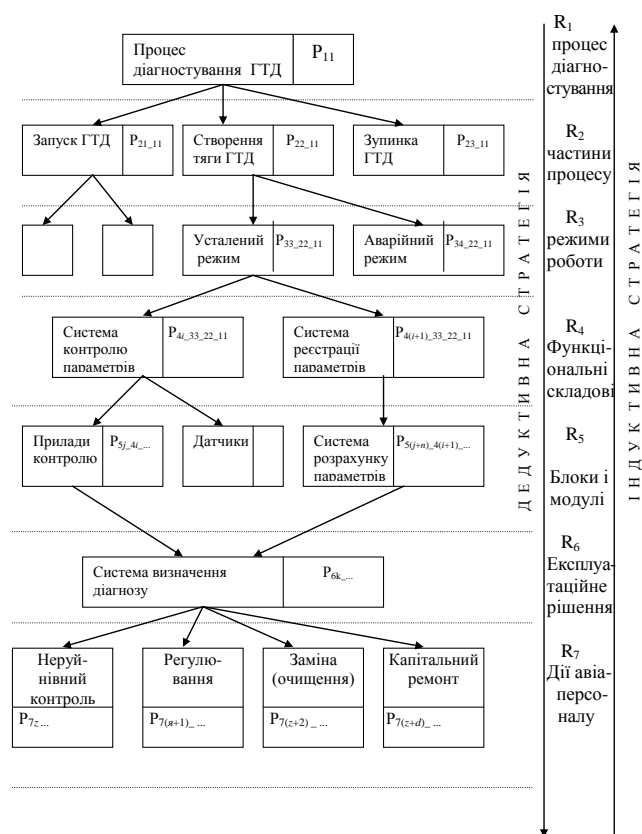 R₁
процес
діагно-
стування
Процес
діагностування ГТД
P₁₁
Запуск ГТД
P₂₁_₁₁
Створення
тяги ГТД
P₂₂_₁₁
Зупинка
ГТД
P₂₃_₁₁
R₂
частини
процесу
Усталений
режим
P₃₃_₂₂_₁₁
Аварійний
режим
P₃₄_₂₂_₁₁
R₃
режими
роботи
Система
контролю
параметрів
P₄ᵢ_₃₃_₂₂_₁₁
Система
реєстрації
параметрів
P₄₍ᵢ₊₁₎_₃₃_₂₂_₁₁
R₄
Функці-
ональні
складові
Прилади
контролю
P₅ⱼ_₄ᵢ_...
Датчики
Система
розрахунку
параметрів
P₅₍ⱼ₊ₙ₎_₄₍ᵢ₊₁₎_...
R₅
Блоки і
модулі
Система визначення
діагнозу
P₆ₖ_...
R₆
Експлуа-
таційне
рішення
Неруй-
нівний
контроль
P7z ...
Регулю-
вання
P7(я+1)_ ...
Заміна
(очищення)
P7(z+2)_ ...
Капітальний
ремонт
P7(z+d)_ ...
R₇
Дії авіа-
персо-
налу
ДЕДУКТИВНА СТРАТЕГІЯ
ІНДУКТИВНА СТРАТЕГІЯ